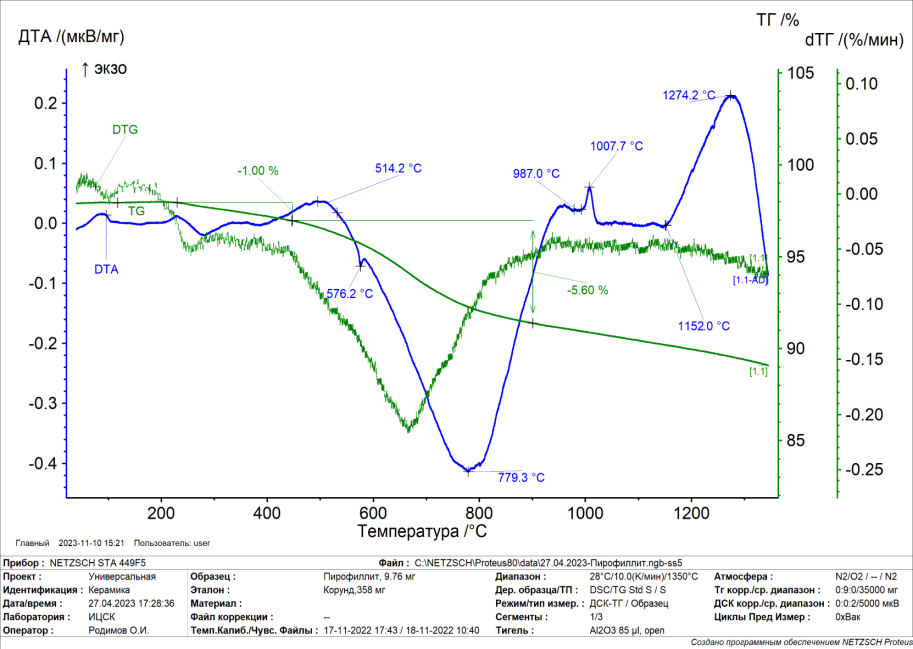 ДТА /(мкВ/мг)
ТГ /%
dТГ /(%/мин)
↑ ЭКЗО
105
0.10
0.2
1274.2 °C
DTG
0.05
0.1
1007.7 °C
-1.00 %
514.2 °C
987.0 °C
100
0.00
TG
0.0
-0.05
95
[1.1]
DTA
[1.1-AD]
-0.1
576.2 °C
-5.60 %
-0.10
1152.0 °C
-0.2
90
-0.15
[1.1]
-0.3
-0.20
85
-0.4
779.3 °C
-0.25
200 400 600 800 1000 1200
Температура /°C
Главный 2023-11-10 15:21 Пользователь: user
Прибор : NETZSCH STA 449F5 Файл : C:\NETZSCH\Proteus80\data\27.04.2023-Пирофиллит.ngb-ss5
Проект : Универсальная Образец : Пирофиллит, 9.76 мг Диапазон : 28°C/10.0(К/мин)/1350°C Атмосфера : N2/O2 / -- / N2
Идентификация : Керамика Эталон : Корунд,358 мг Дер. образца/ТП : DSC/TG Std S / S Тг корр./ср. диапазон : 0:9:0/35000 мг
Дата/время : 27.04.2023 17:28:36 Материал : Режим/тип измер. : ДСК-ТГ / Образец ДСК корр./ср. диапазон : 0:0:2/5000 мкВ
Лаборатория : ИЦСК Файл коррекции : -- Сегменты : 1/3 Циклы Пред Измер : 0xВак
Оператор : Родимов О.И. Темп.Калиб./Чувс. Файлы : 17-11-2022 17:43 / 18-11-2022 10:40 Тигель : Al2O3 85 µl, open
Создано программным обеспечением NETZSCH Proteus